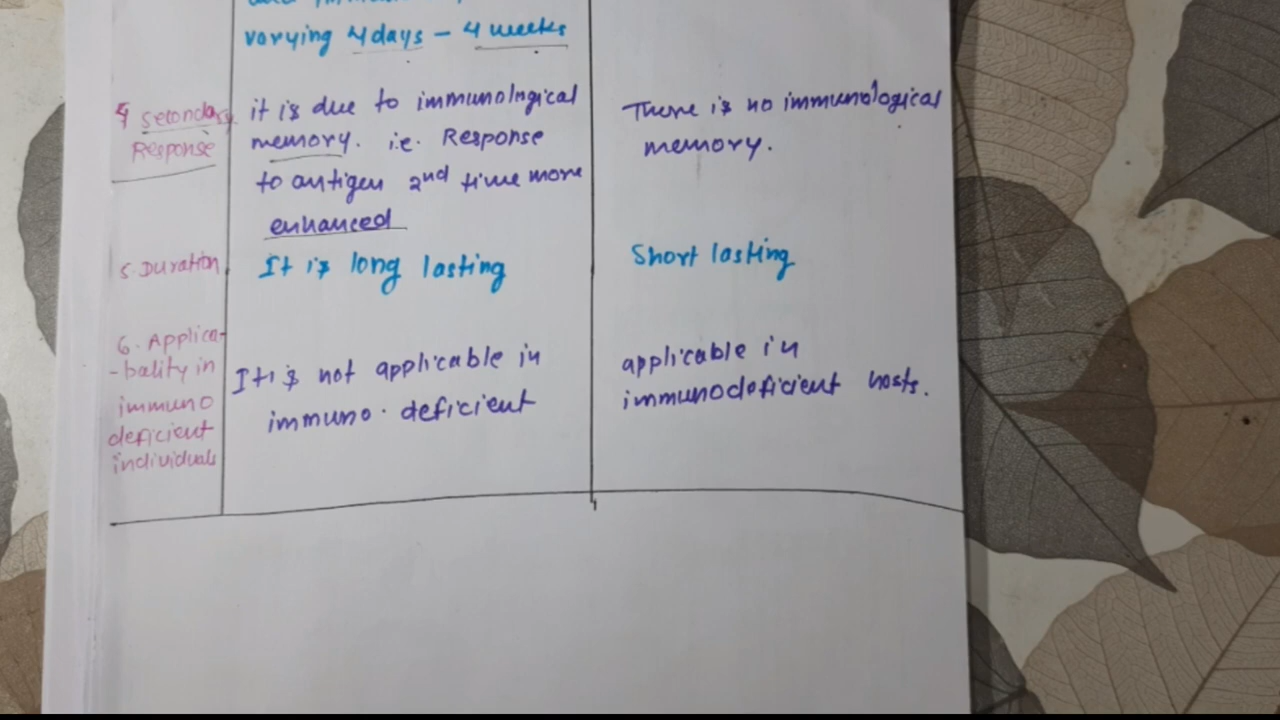 varying 4 days - 4 weeks
4 secondary
Response
it is due to immunological
memory. i.e. Response
to antigen 2nd time more
enhanced
There is no immunological
memory.
5. Duration
It is long lasting
Short lasting
6. Applica-
-bality in
immuno
deficient
individuals
It is not applicable in
immuno. deficient
applicable in
immunodeficient hosts.